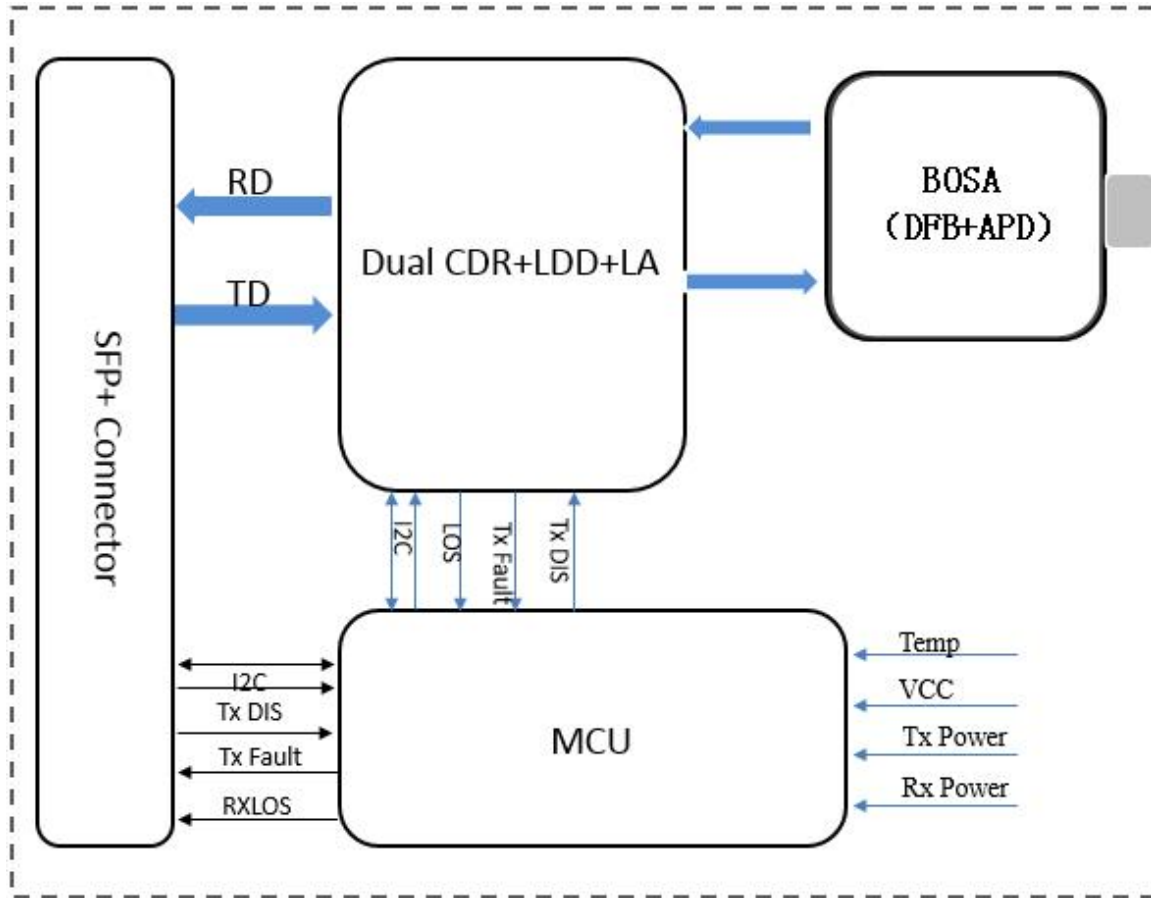 RD
TD
SFP+ Connector
Dual CDR+LDD+LA
BOSA
(DFB+APD)
I2C
LOS
Tx Fault
Tx DIS
I2C
Tx DIS
Tx Fault
RXLOS
MCU
Temp
VCC
Tx Power
Rx Power